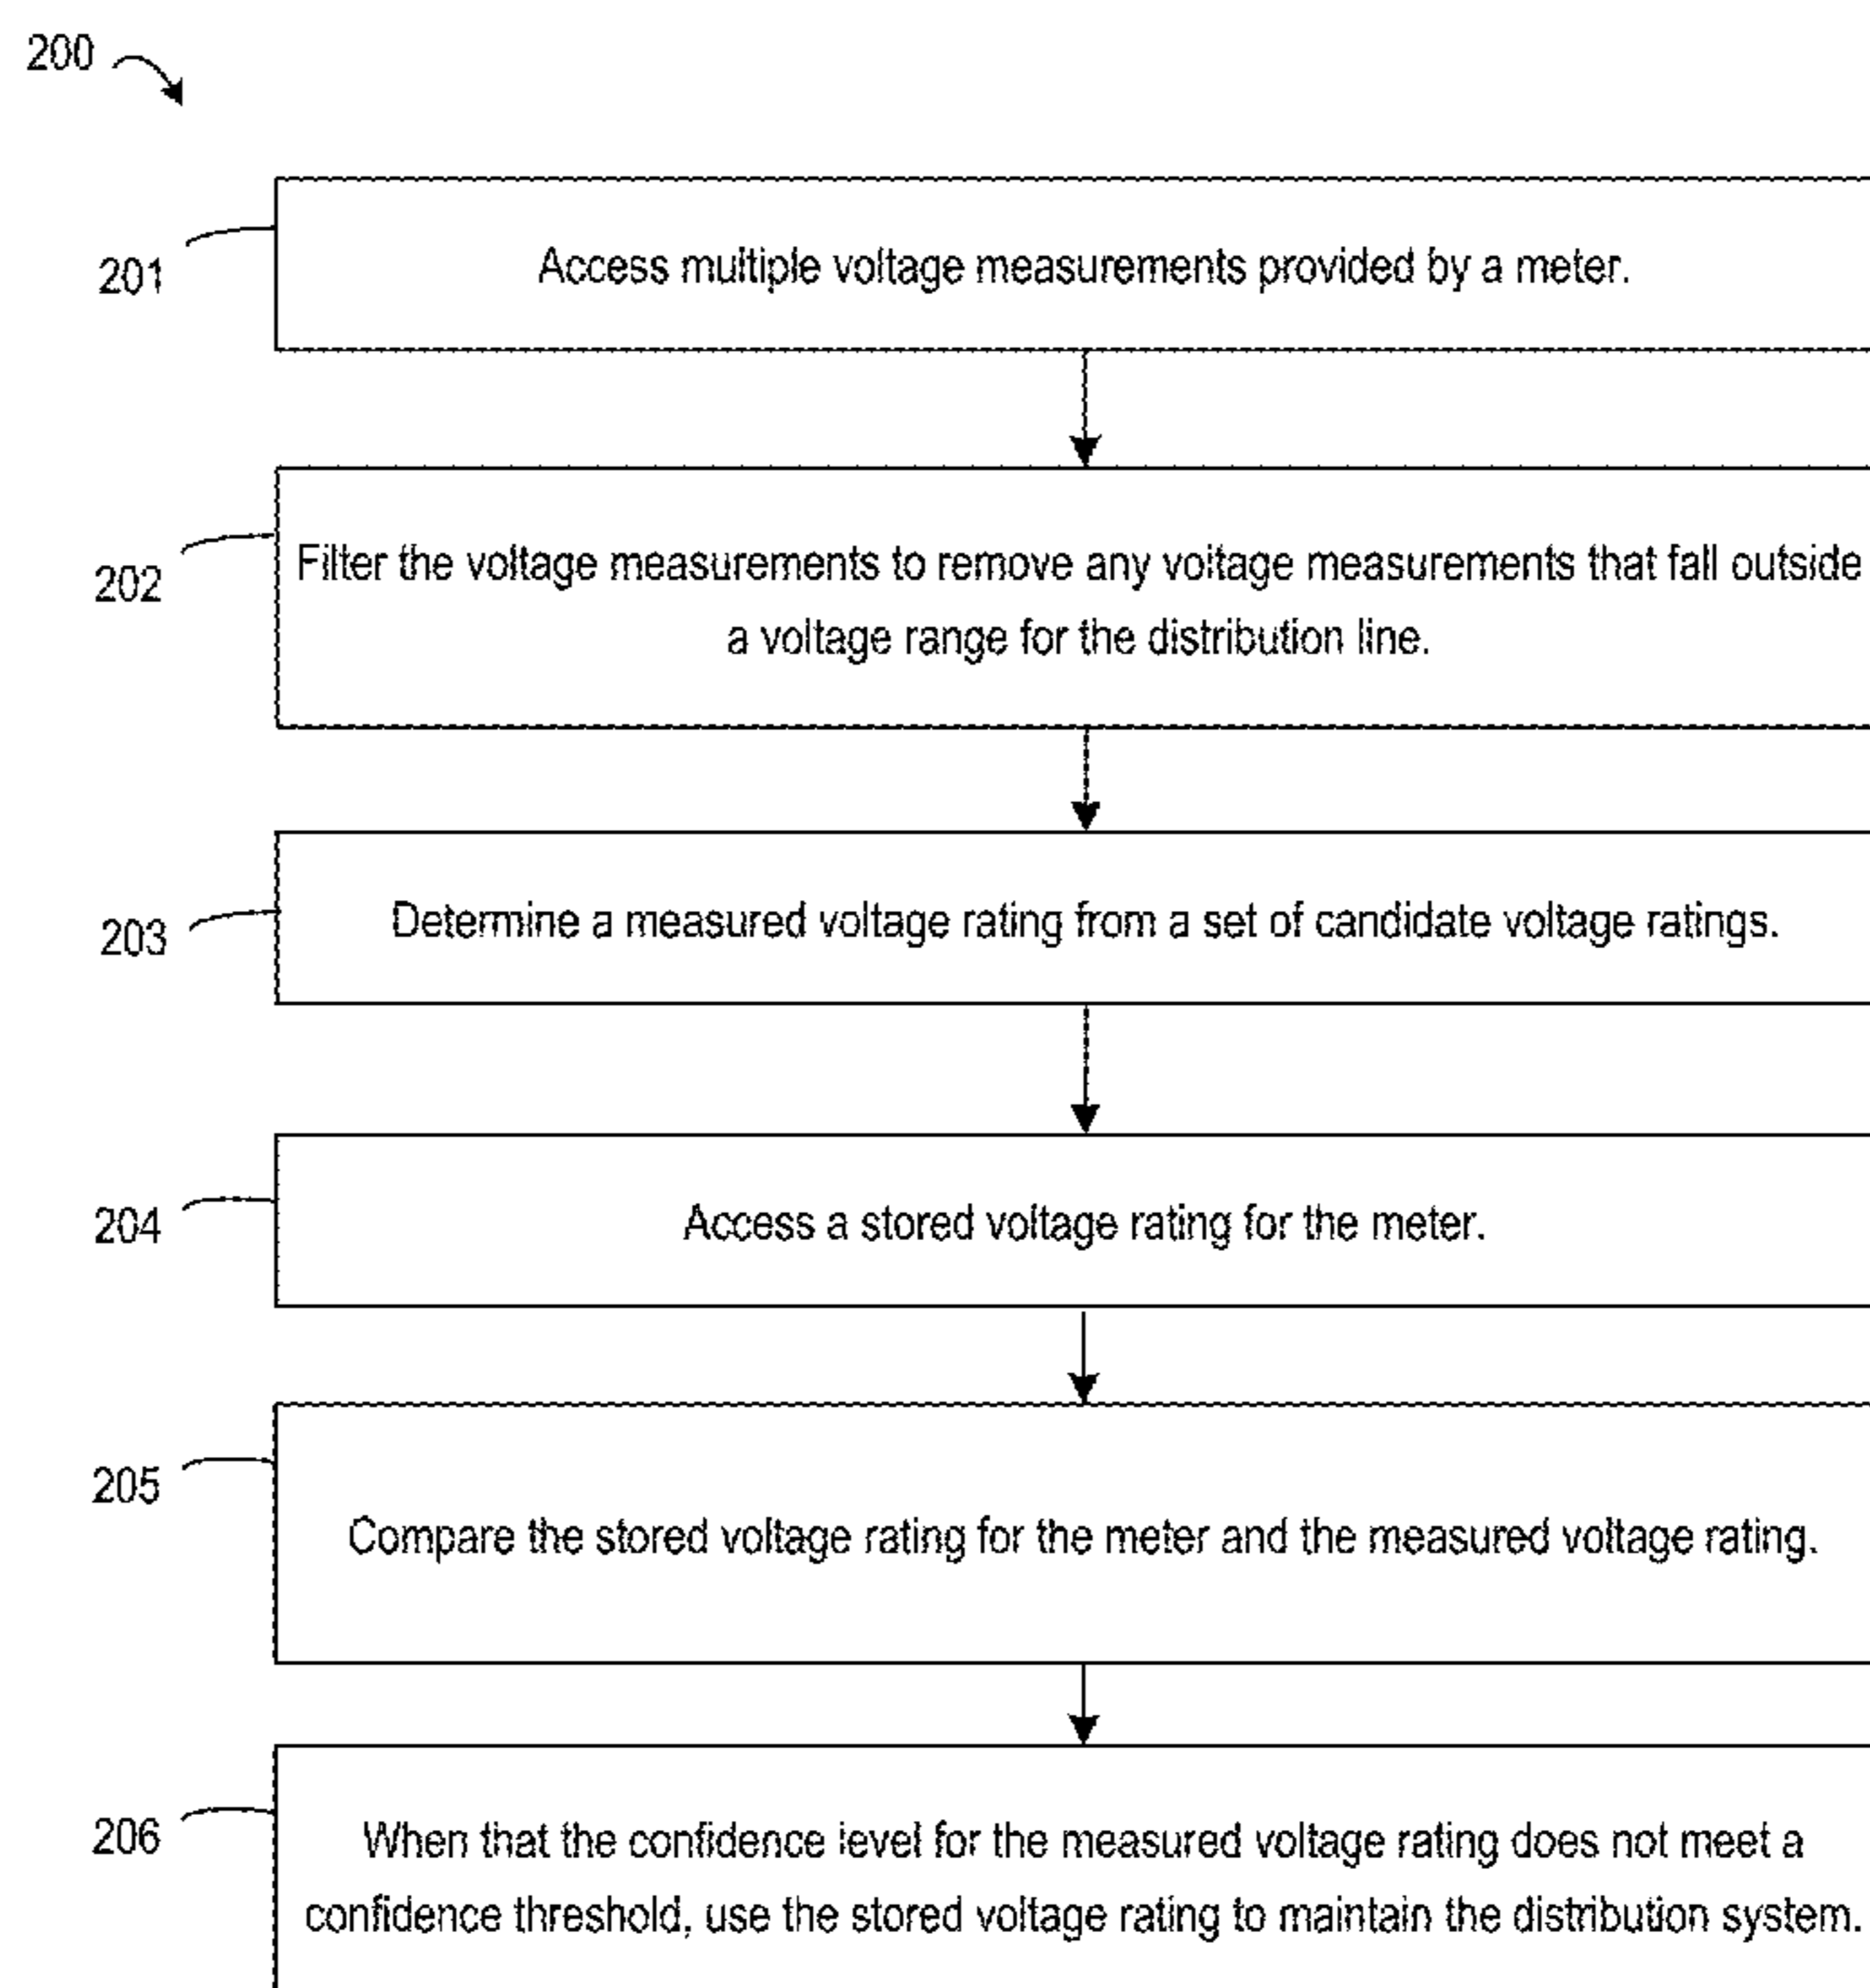 200
201
Access multiple voltage measurements provided by a meter.
202
Filter the voltage measurements to remove any voltage measurements that fall outside
a voltage range for the distribution line.
203
Determine a measured voltage rating from a set of candidate voltage ratings.
204
Access a stored voltage rating for the meter.
205
Compare the stored voltage rating for the meter and the measured voltage rating.
206
When that the confidence level for the measured voltage rating does not meet a
confidence threshold, use the stored voltage rating to maintain the distribution system.